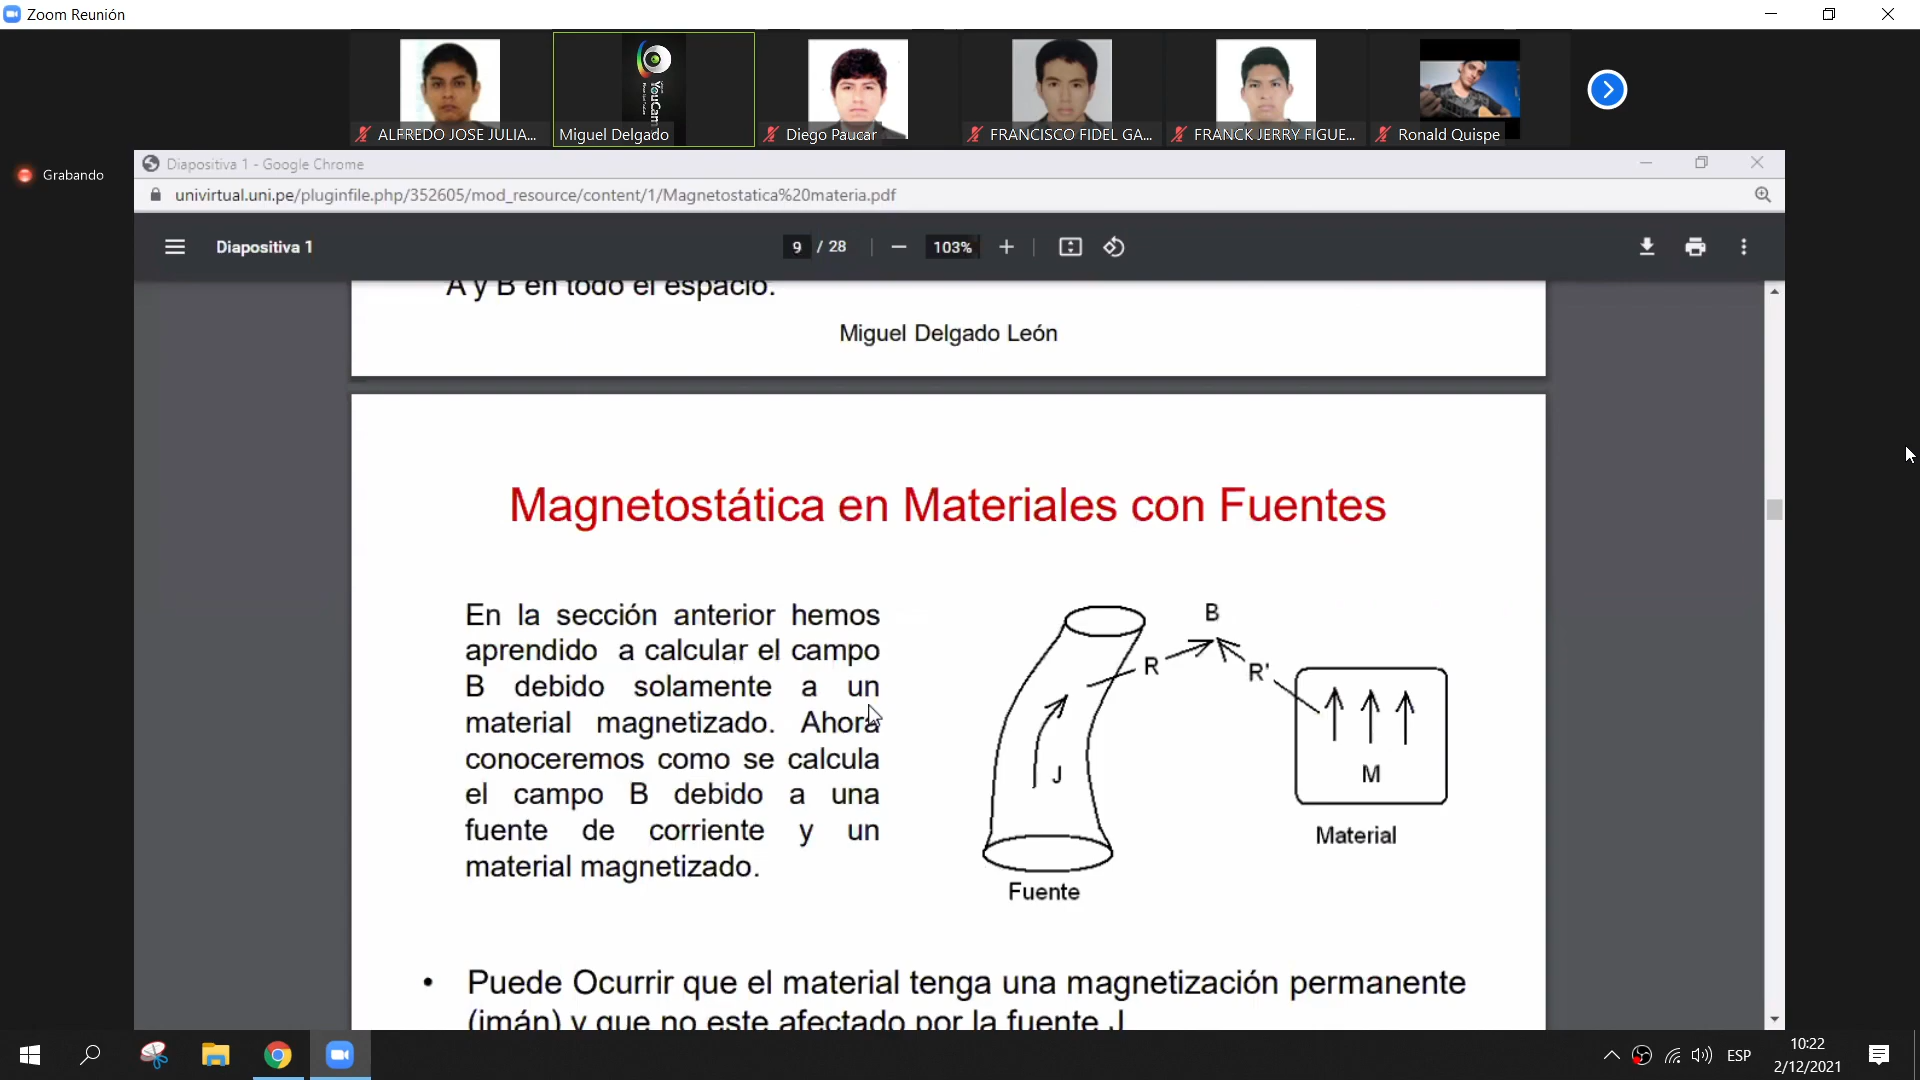 Zoom Reunión
ALFREDO JOSE JULIA...
Miguel Delgado
Diego Paucar
FRANCISCO FIDEL GA...
FRANCK JERRY FIGUE...
Ronald Quispe
YouCam
Grabando
Diapositiva 1 - Google Chrome
univirtual.uni.pe/pluginfile.php/352605/mod_resource/content/1/Magnetostatica%20materia.pdf
Diapositiva 1
9 / 28
103%
A y B en todo el espacio.
Miguel Delgado León
Magnetostática en Materiales con Fuentes
En la sección anterior hemos
aprendido a calcular el campo
B debido solamente a un
material magnetizado. Ahora
conoceremos como se calcula
el campo B debido a una
fuente de corriente y un
material magnetizado.
B
R
R'
J
M
Material
Fuente
• Puede Ocurrir que el material tenga una magnetización permanente
(imán) y que no este afectado por la fuente J
ESP
10:22
2/12/2021